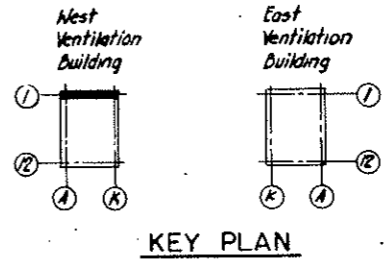 West
Ventilation
Building
East
Ventilation
Building
1
1
12
12
A
K
K
A
KEY PLAN